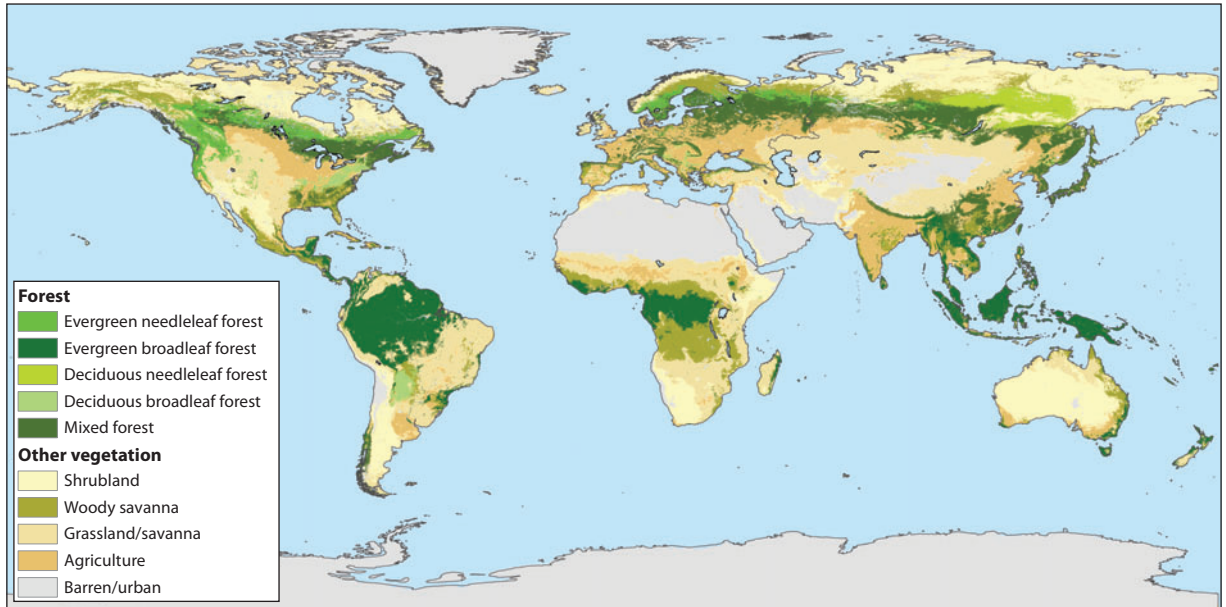 Forest
Evergreen needleleaf forest
Evergreen broadleaf forest
Deciduous needleleaf forest
Deciduous broadleaf forest
Mixed forest
Other vegetation
Shrubland
Woody savanna
Grassland/savanna
Agriculture
Barren/urban